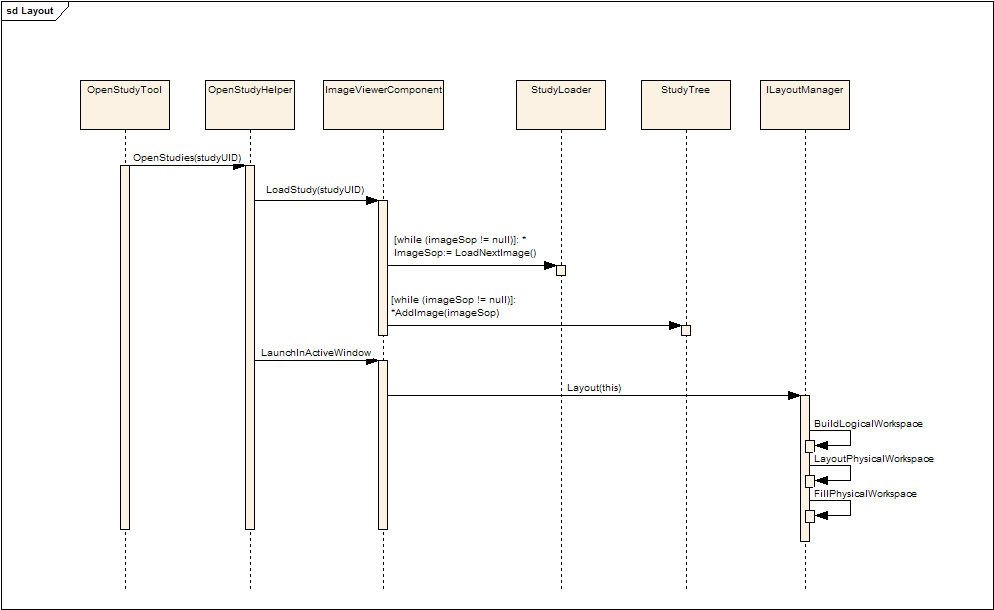 sd Layout
OpenStudyTool
OpenStudyHelper
ImageViewerComponent
StudyLoader
StudyTree
ILayoutManager
OpenStudies(studyUID)
LoadStudy(studyUID)
[while (imageSop != null)]: *
ImageSop:= LoadNextImage()
[while (imageSop != null)]:
*AddImage(imageSop)
LaunchInActiveWindow
Layout(this)
BuildLogicalWorkspace
LayoutPhysicalWorkspace
FillPhysicalWorkspace